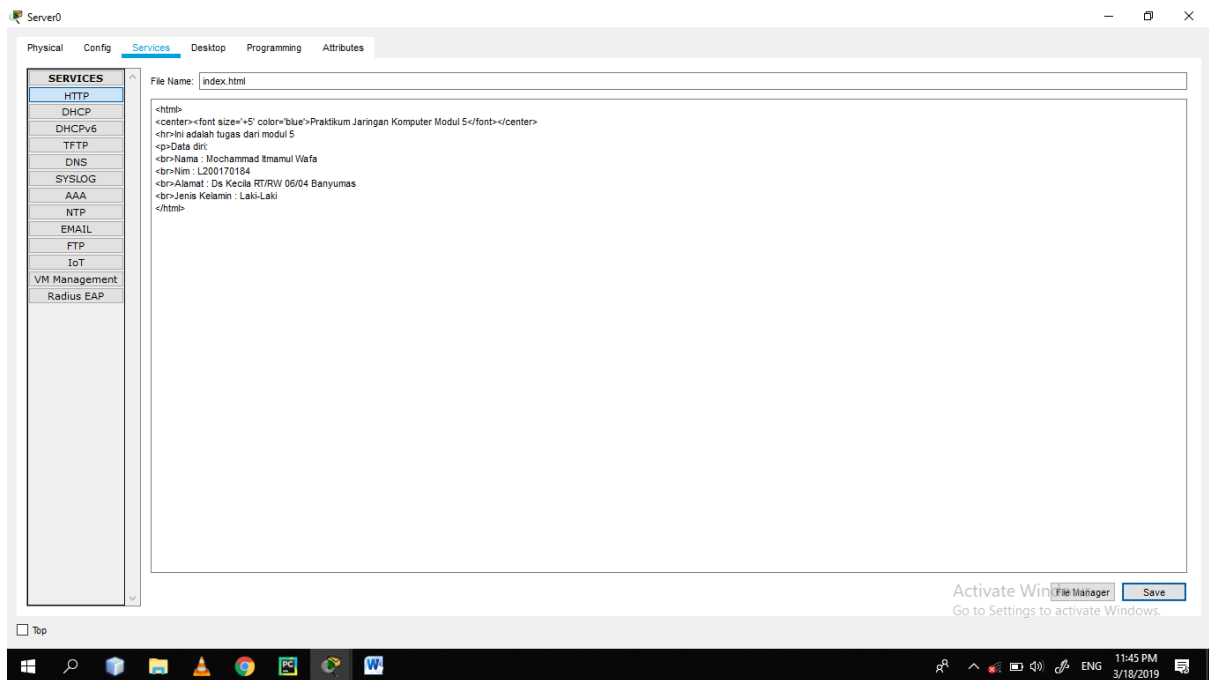 Server0
Physical Config Services Desktop Programming Attributes
SERVICES
HTTP
DHCP
DHCPv6
TFTP
DNS
SYSLOG
AAA
NTP
EMAIL
FTP
IoT
VM Management
Radius EAP
File Name: index.html
<html>
<center><font size='+5' color='blue'>Praktikum Jaringan Komputer Modul 5</font></center>
<hr>Ini adalah tugas dari modul 5
<p>Data diri:
<br>Nama : Mochammad Itmamul Wafa
<br>Nim : L200170184
<br>Alamat : Ds Kecila RT/RW 06/04 Banyumas
<br>Jenis Kelamin : Laki-Laki
</html>
File Manager Save
Activate Windows
Go to Settings to activate Windows.
Top
PC
W
ENG
11:45 PM
3/18/2019